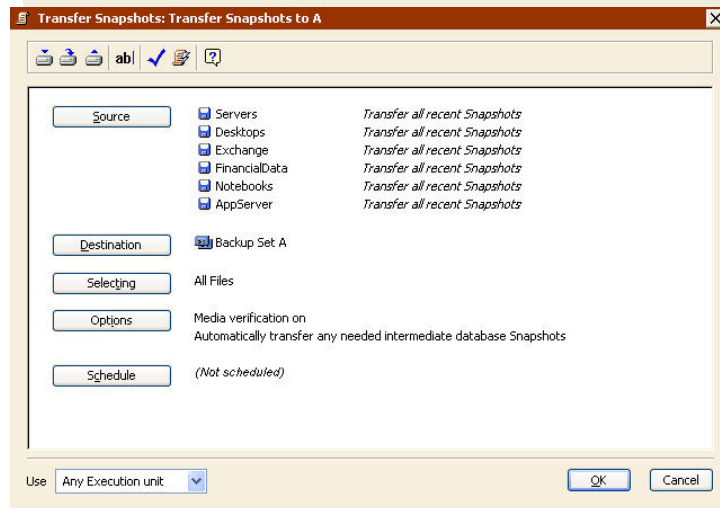 Transfer Snapshots: Transfer Snapshots to A
ab|
Source
Servers Transfer all recent Snapshots
Desktops Transfer all recent Snapshots
Exchange Transfer all recent Snapshots
FinancialData Transfer all recent Snapshots
Notebooks Transfer all recent Snapshots
AppServer Transfer all recent Snapshots
Destination Backup Set A
Selecting All Files
Options Media verification on
Automatically transfer any needed intermediate database Snapshots
Schedule (Not scheduled)
Use Any Execution unit OK Cancel